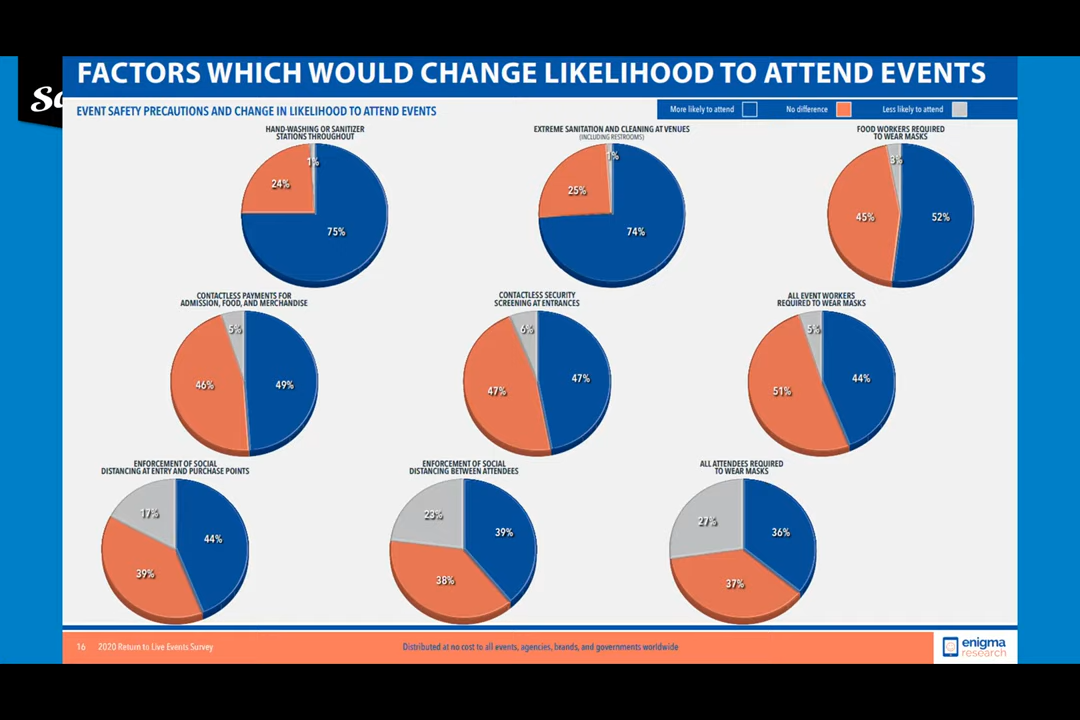 FACTORS WHICH WOULD CHANGE LIKELIHOOD TO ATTEND EVENTS
EVENT SAFETY PRECAUTIONS AND CHANGE IN LIKELIHOOD TO ATTEND EVENTS
More likely to attend
No difference
Less likely to attend
HAND-WASHING OR SANITIZER
STATIONS THROUGHOUT
1%
24%
75%
EXTREME SANITATION AND CLEANING AT VENUES
(INCLUDING RESTROOMS)
1%
25%
74%
FOOD WORKERS REQUIRED
TO WEAR MASKS
3%
45%
52%
CONTACTLESS PAYMENTS FOR
ADMISSION, FOOD, AND MERCHANDISE
5%
46%
49%
CONTACTLESS SECURITY
SCREENING AT ENTRANCES
6%
47%
47%
ALL EVENT WORKERS
REQUIRED TO WEAR MASKS
5%
51%
44%
ENFORCEMENT OF SOCIAL
DISTANCING AT ENTRY AND PURCHASE POINTS
17%
39%
44%
ENFORCEMENT OF SOCIAL
DISTANCING BETWEEN ATTENDEES
23%
38%
39%
ALL ATTENDEES REQUIRED
TO WEAR MASKS
27%
37%
36%
16 2020 Return to Live Events Survey
Distributed at no cost to all events, agencies, brands, and governments worldwide
enigma
research